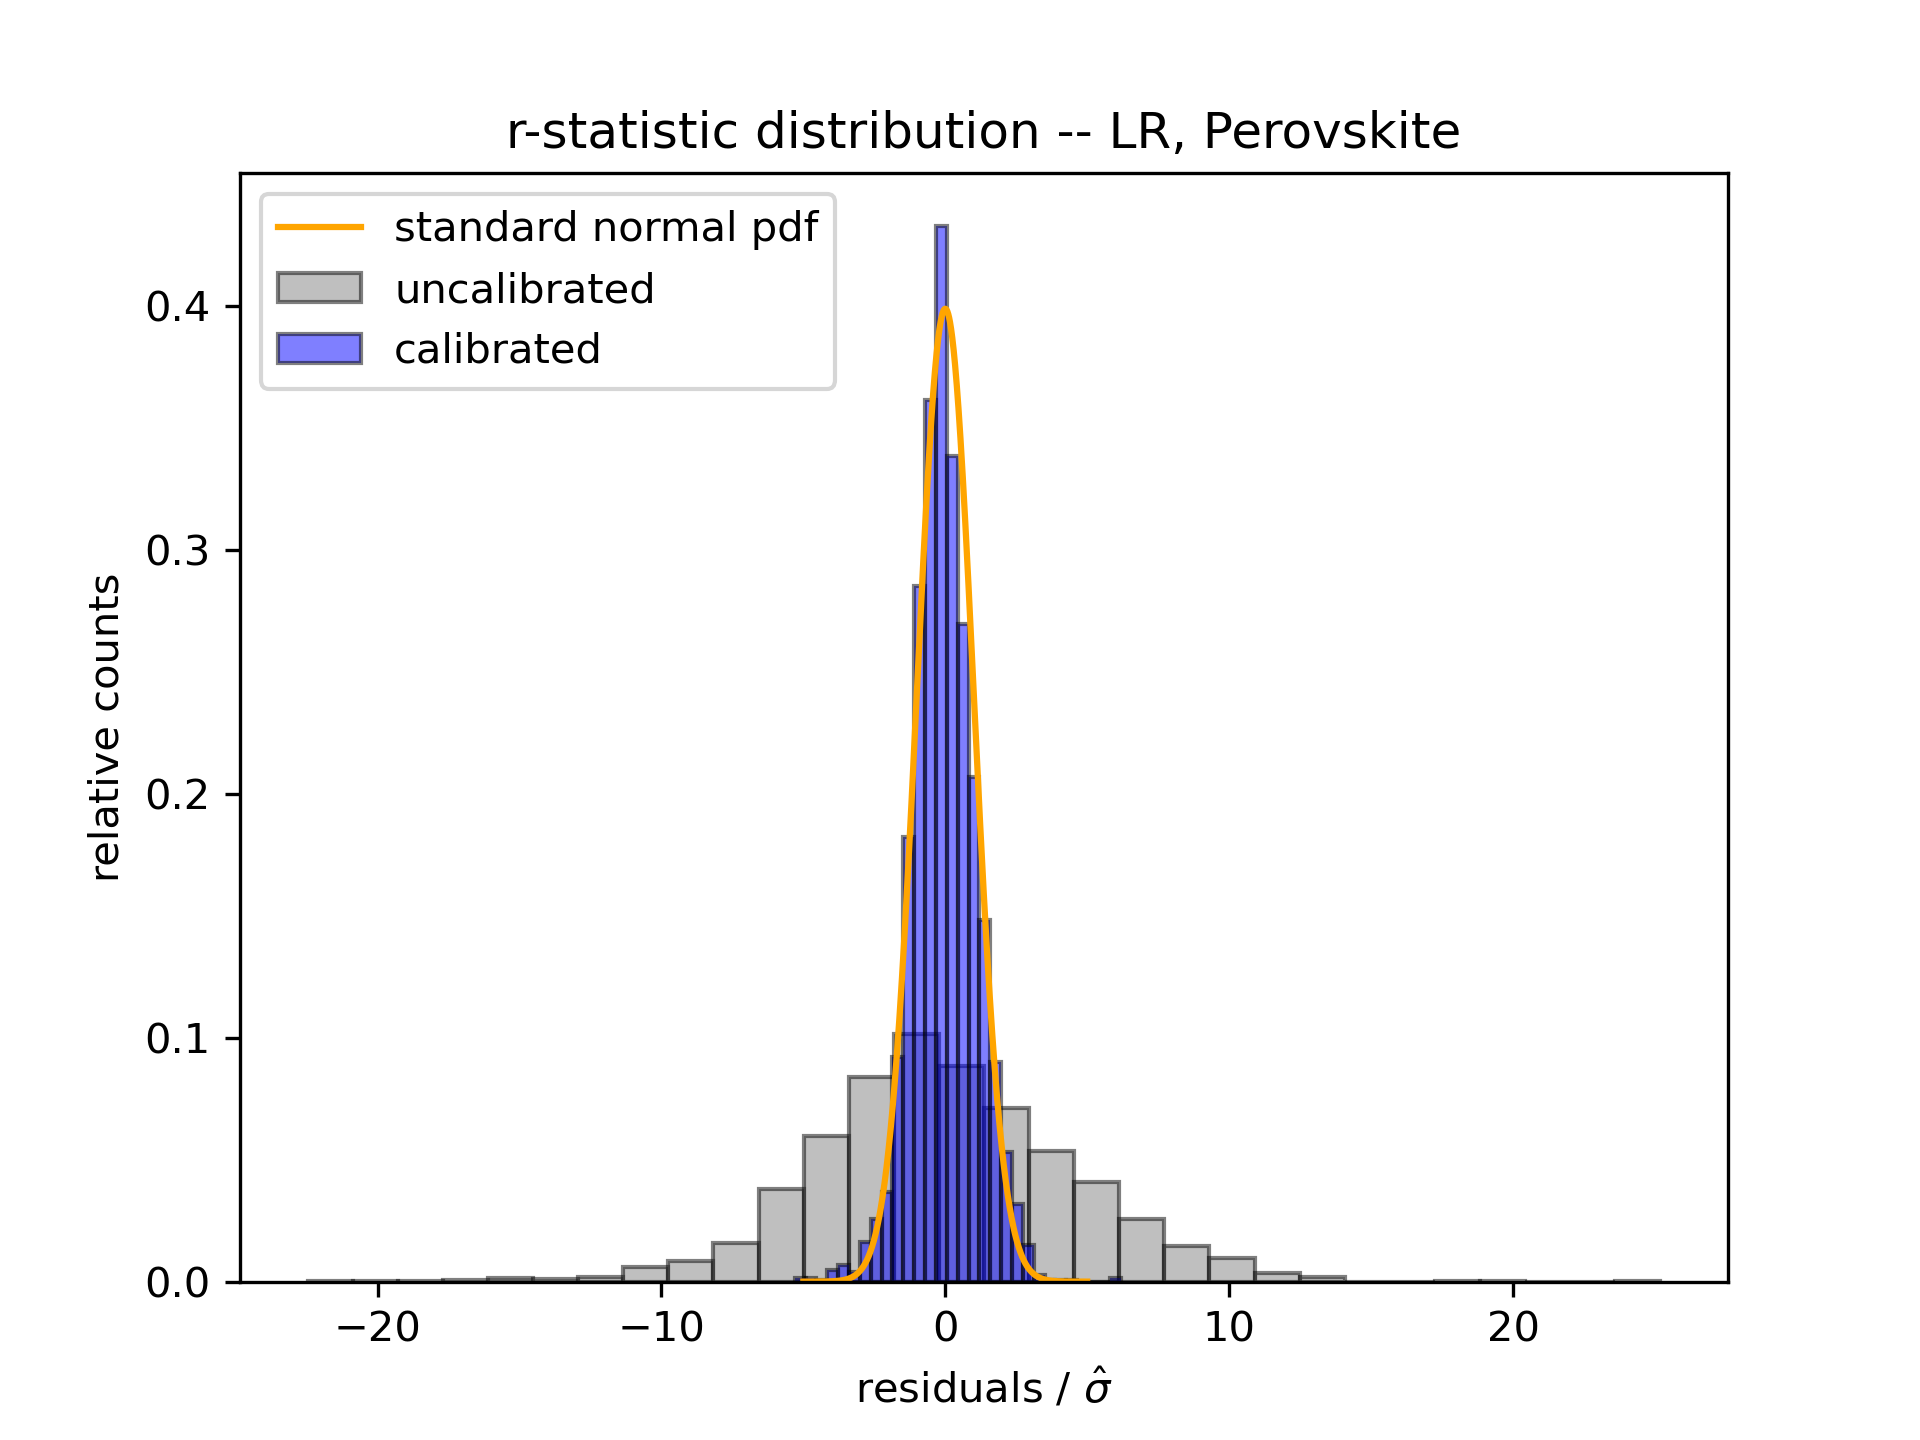 r-statistic distribution -- LR, Perovskite
standard normal pdf
uncalibrated
calibrated
0.4
0.3
0.2
0.1
0.0
relative counts
−20 −10 0 10 20
residuals / σ̂